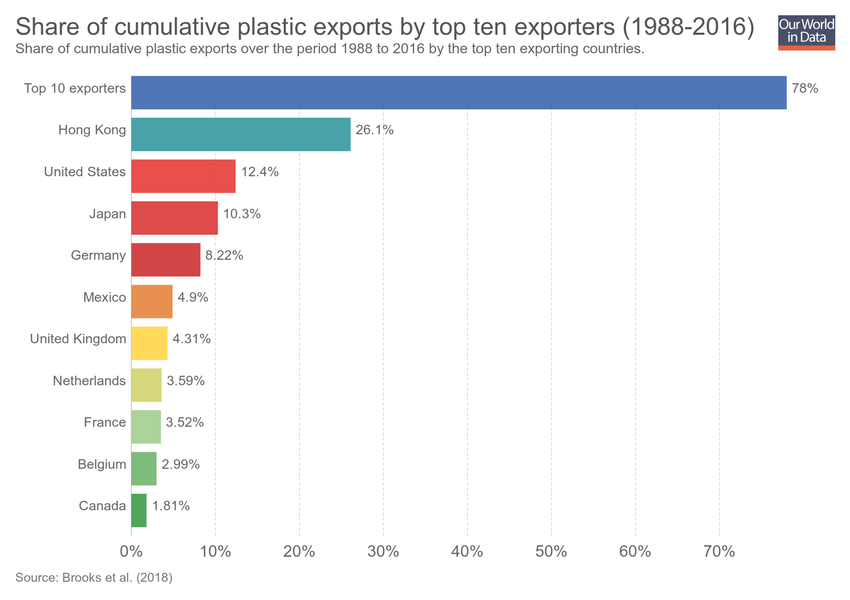 Share of cumulative plastic exports by top ten exporters (1988-2016)
Share of cumulative plastic exports over the period 1988 to 2016 by the top ten exporting countries.
Our World
in Data
Top 10 exporters 78%
Hong Kong 26.1%
United States 12.4%
Japan 10.3%
Germany 8.22%
Mexico 4.9%
United Kingdom 4.31%
Netherlands 3.59%
France 3.52%
Belgium 2.99%
Canada 1.81%
0% 10% 20% 30% 40% 50% 60% 70%
Source: Brooks et al. (2018)